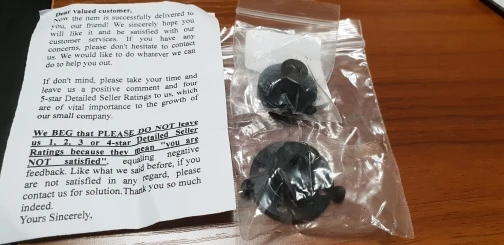 Dear valued customer,
Now the item is successfully delivered to
you, our friend! We sincerely hope you
will like it and be satisfied with our
customer services. If you have any
concerns, please don't hesitate to contact
us. We would like to do whatever we can
do to help you out.
If don't mind, please take your time and
leave us a positive comment and four
5-star Detailed Seller Ratings to us, which
are of vital importance to the growth of
our small company.
We BEG that PLEASE DO NOT leave
us 1, 2, 3 or 4-star Detailed Seller
Ratings because they mean "you are
NOT satisfied", equaling negative
feedback. Like what we said before, if you
are not satisfied in any regard, please
contact us for solution.Thank you so much
indeed.
Yours Sincerely,